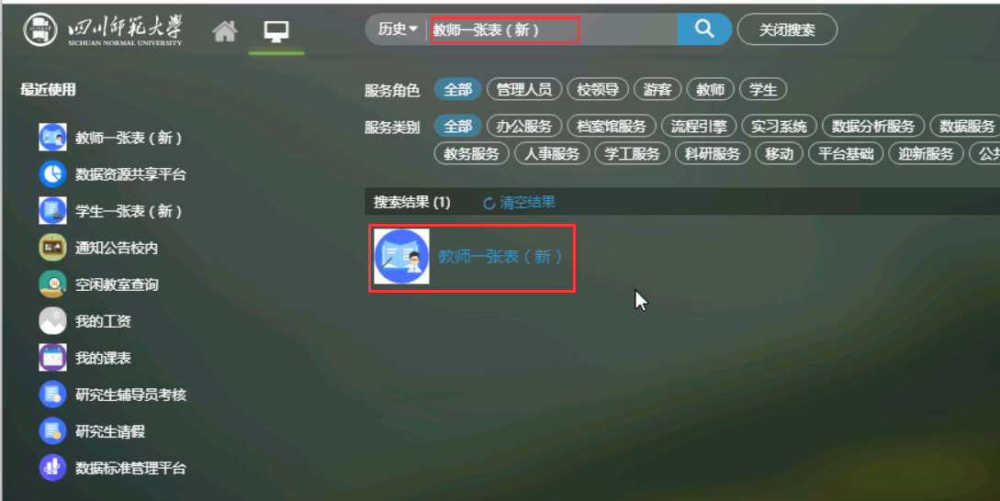 四川师范大学
SICHUAN NORMAL UNIVERSITY
历史 教师一张表（新） 关闭搜索
最近使用
教师一张表（新）
数据资源共享平台
学生一张表（新）
通知公告校内
空闲教室查询
我的工资
我的课表
研究生辅导员考核
研究生请假
数据标准管理平台
服务角色 全部 管理人员 校领导 游客 教师 学生
服务类别 全部 办公服务 档案馆服务 流程引擎 实习系统 数据分析服务 数据服务
教务服务 人事服务 学工服务 科研服务 移动 平台基础 迎新服务 公共
搜索结果 (1) 清空结果
教师一张表（新）